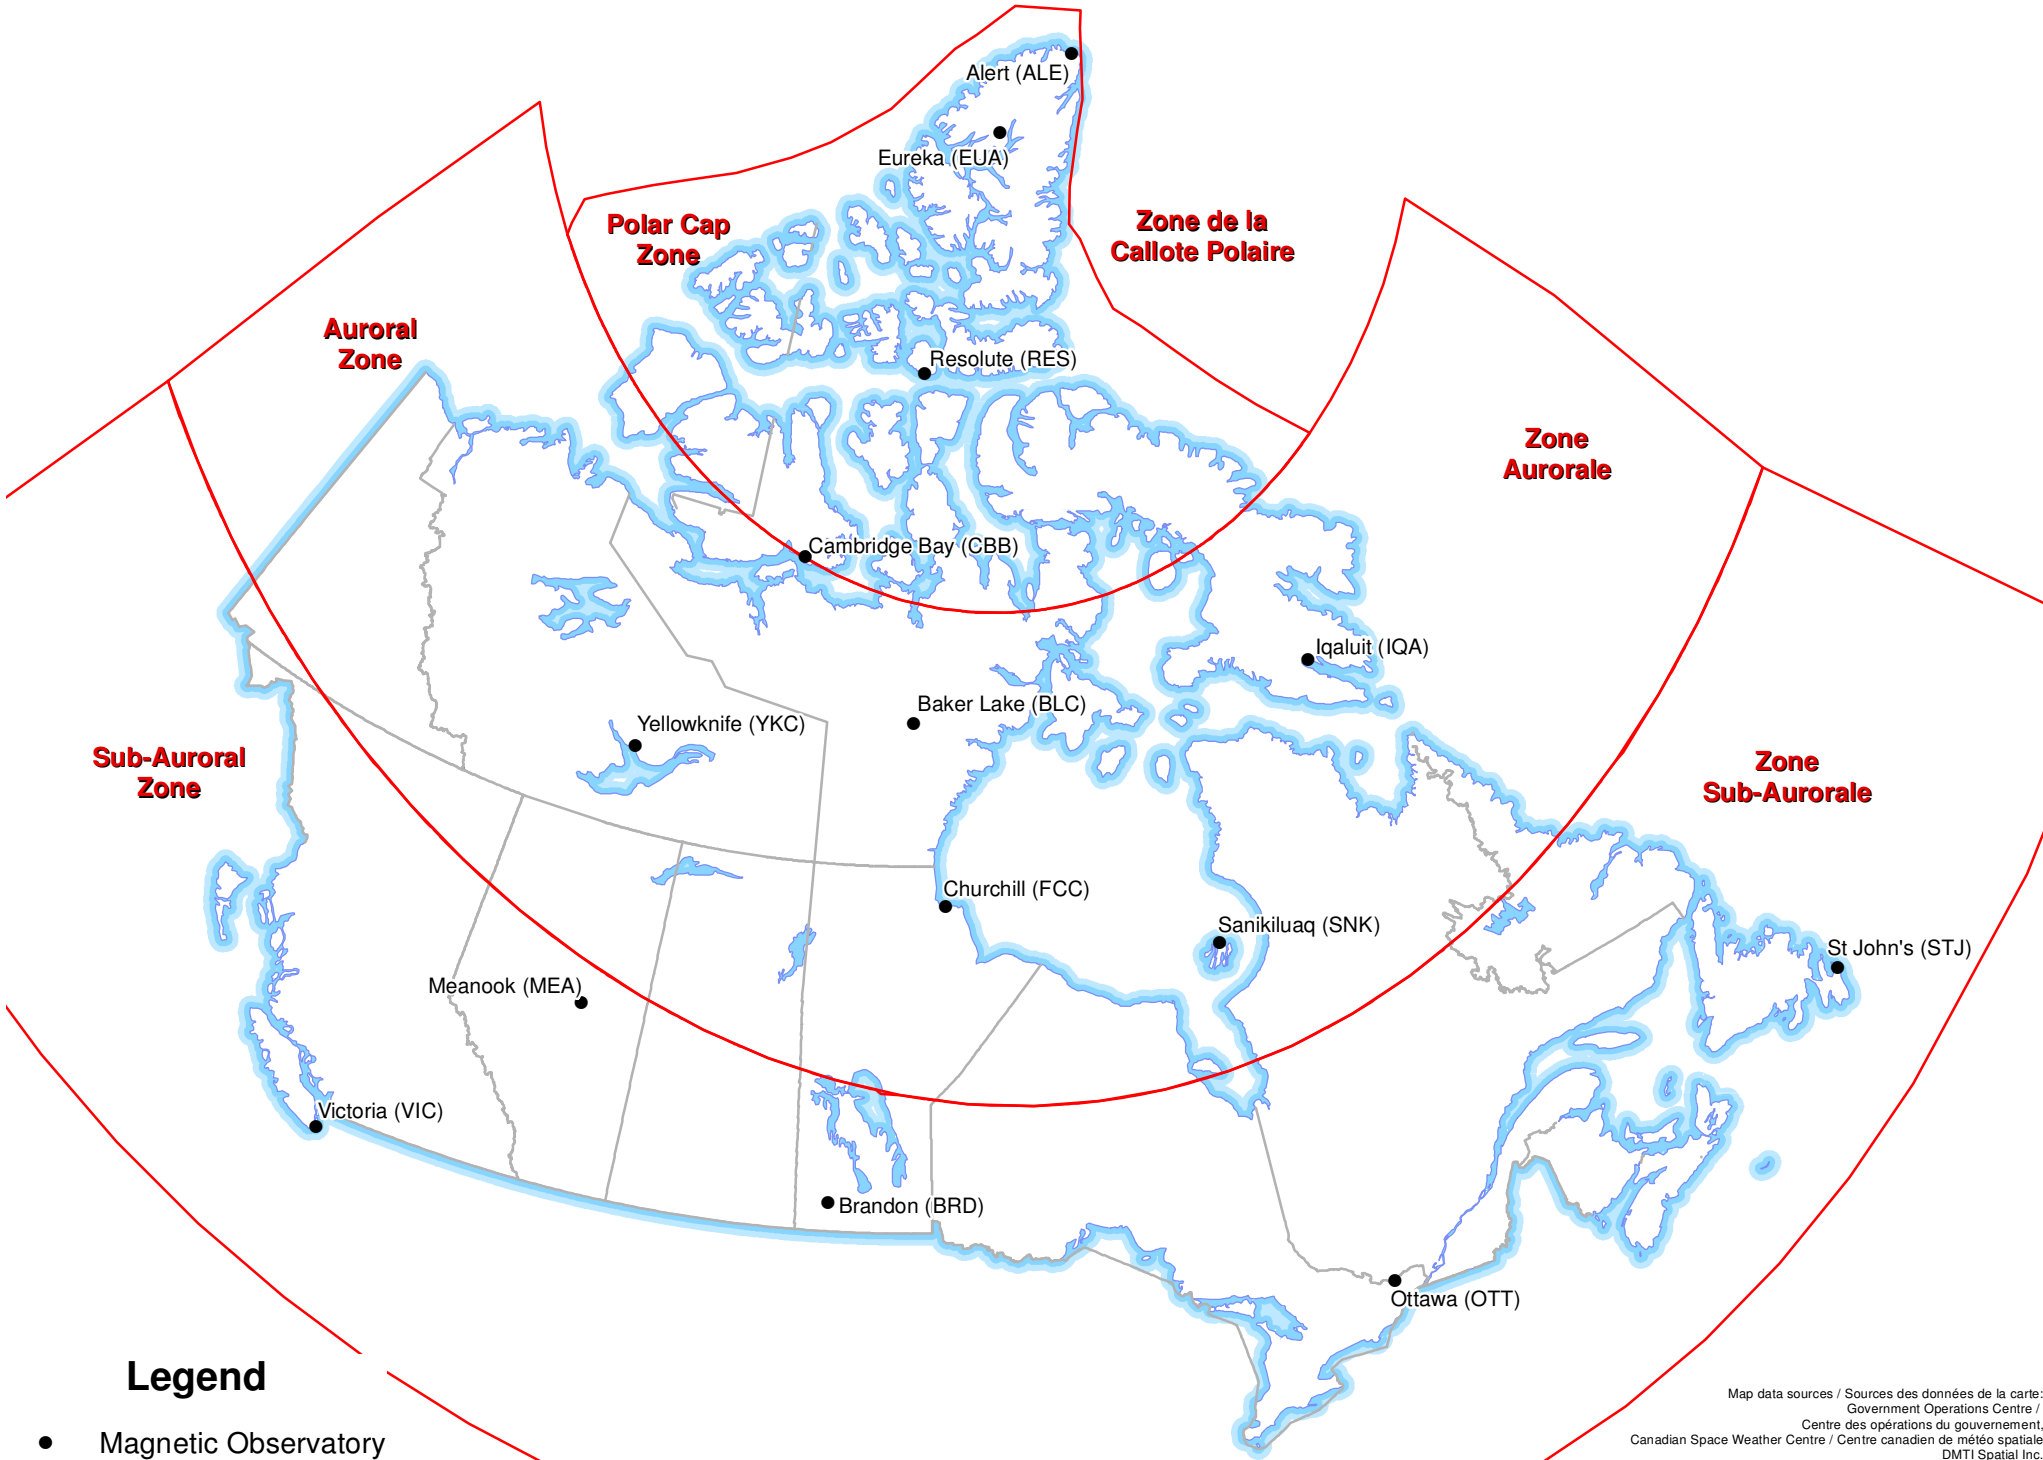 Alert (ALE)
Eureka (EUA)
Polar Cap
Zone
Zone de la
Callote Polaire
Auroral
Zone
Resolute (RES)
Zone
Aurorale
Cambridge Bay (CBB)
Iqaluit (IQA)
Baker Lake (BLC)
Yellowknife (YKC)
Sub-Auroral
Zone
Zone
Sub-Aurorale
Churchill (FCC)
Sanikiluaq (SNK)
St John's (STJ)
Meanook (MEA)
Victoria (VIC)
Brandon (BRD)
Ottawa (OTT)
Legend
Magnetic Observatory
Map data sources / Sources des données de la carte:
Government Operations Centre /
Centre des opérations du gouvernement,
Canadian Space Weather Centre / Centre canadien de météo spatiale
DMTI Spatial Inc.